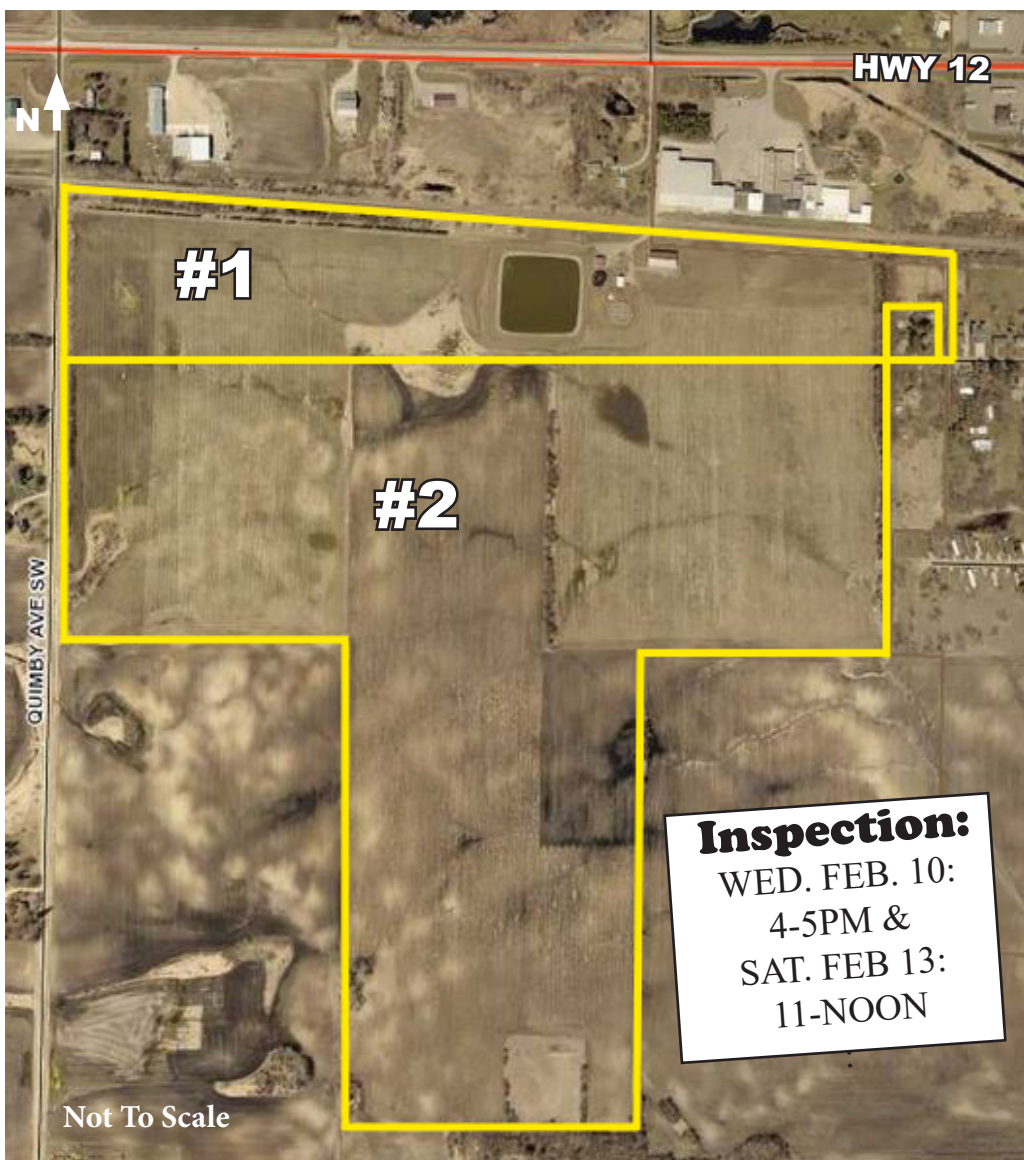 HWY 12
N
#1
#2
QUIMBY AVE SW
Inspection:
WED. FEB. 10:
4-5PM &
SAT. FEB 13:
11-NOON
Not To Scale